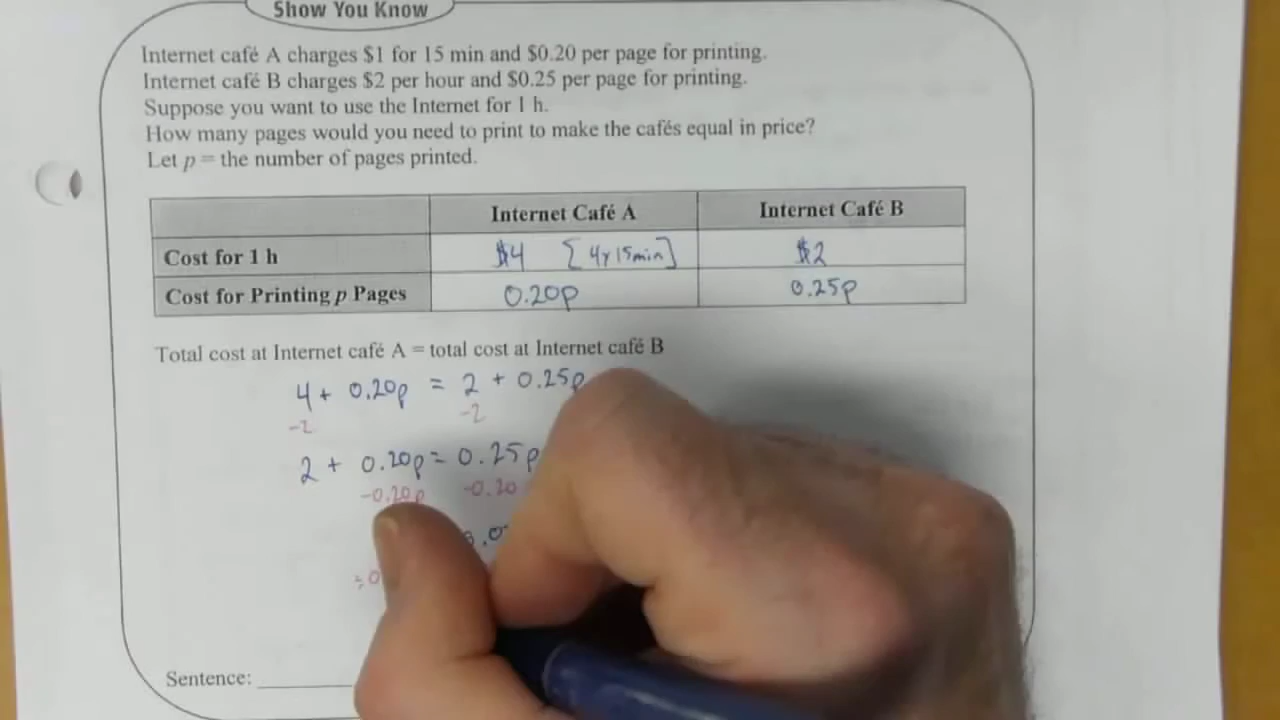 Show You Know
Internet café A charges $1 for 15 min and $0.20 per page for printing.
Internet café B charges $2 per hour and $0.25 per page for printing.
Suppose you want to use the Internet for 1 h.
How many pages would you need to print to make the cafés equal in price?
Let p = the number of pages printed.
Internet Café A Internet Café B
Cost for 1 h $4 [4x15min] $2
Cost for Printing p Pages 0.20p 0.25p
Total cost at Internet café A = total cost at Internet café B
4 + 0.20p = 2 + 0.25p
-2 -2
2 + 0.20p = 0.25p
-0.20p -0.20
0.0
÷0
Sentence: